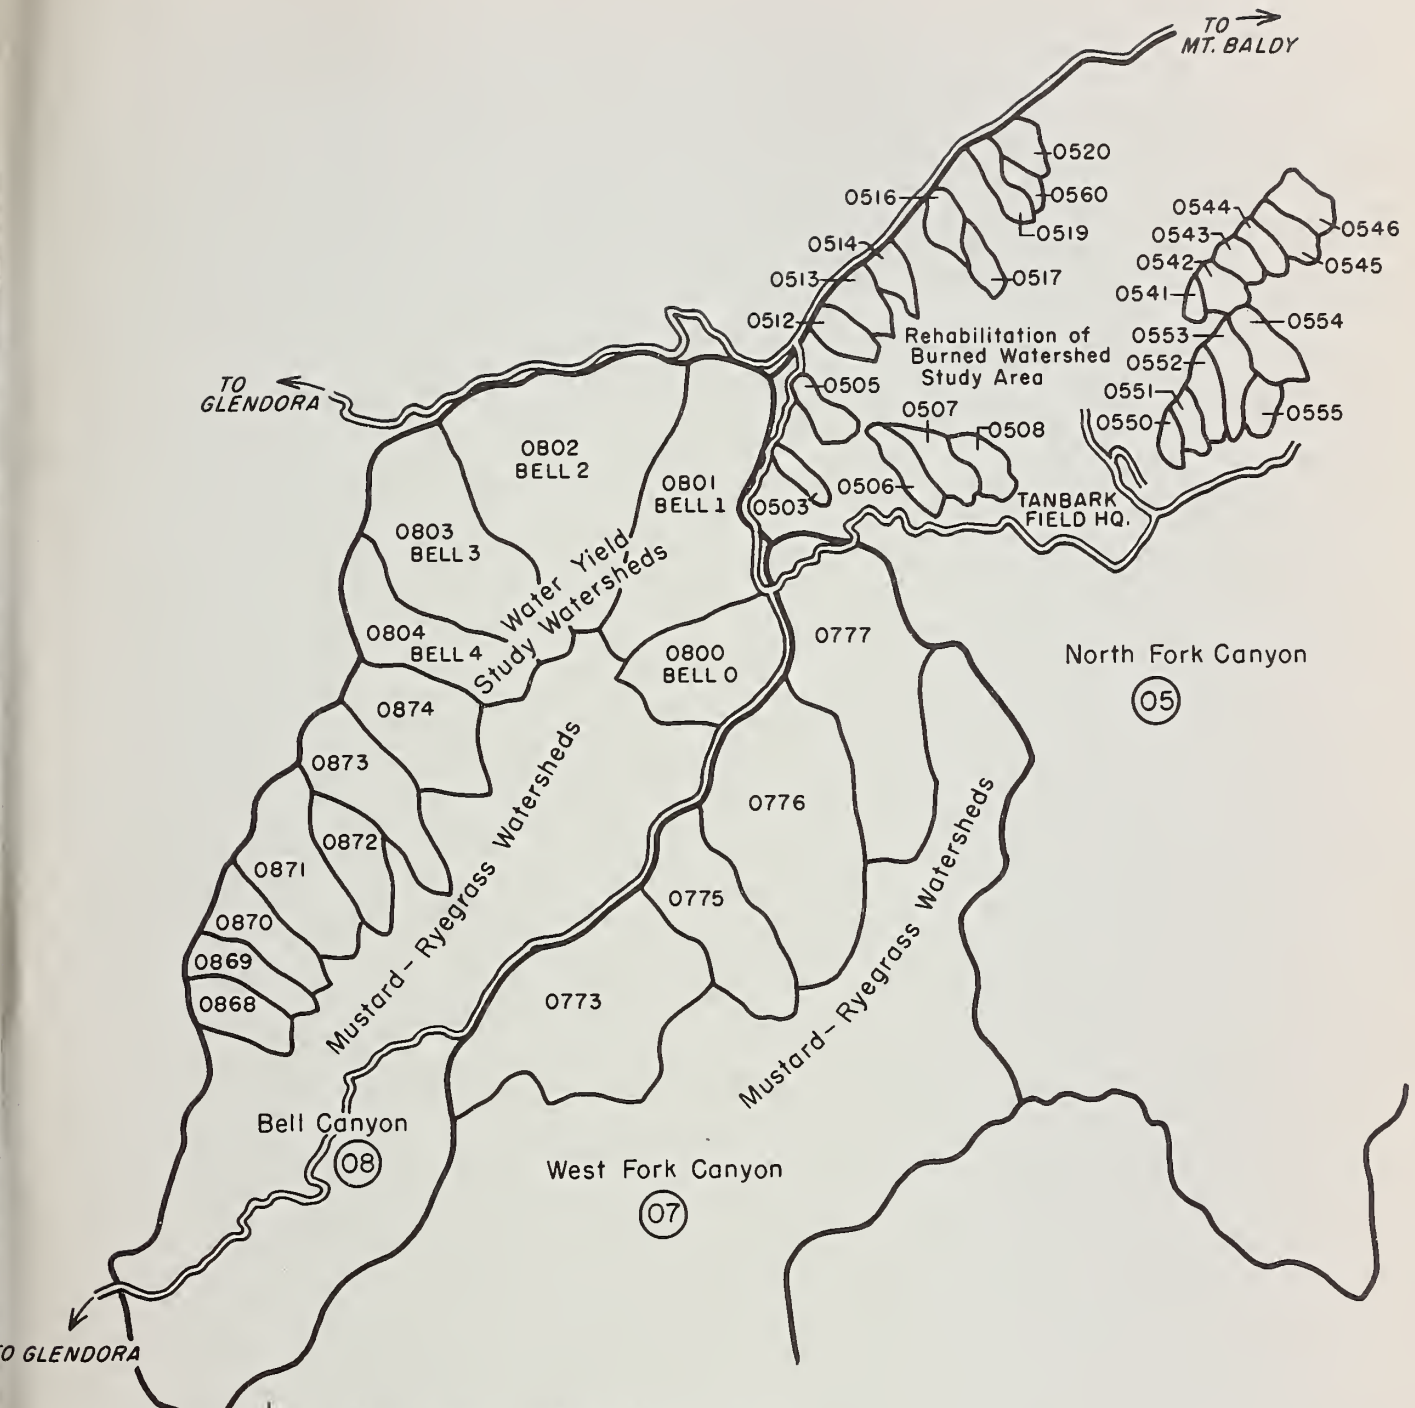 TO
MT. BALDY
0520
0516
0560
0519
0514
0517
0513
0512
0544
0546
0543
0545
0542
0541
0554
0553
0552
0551
0550
0555
Rehabilitation of
Burned Watershed
Study Area
0505
0507
0508
0506
0503
TANBARK
FIELD HQ.
TO
GLENDORA
0802
BELL 2
0801
BELL 1
0803
BELL 3
Water Yield
Study Watersheds
0804
BELL 4
0800
BELL 0
0777
North Fork Canyon
05
0874
0873
0776
0872
0871
0775
0870
0869
0868
Mustard-Ryegrass Watersheds
Mustard-Ryegrass Watersheds
0773
Bell Canyon
08
West Fork Canyon
07
O GLENDORA